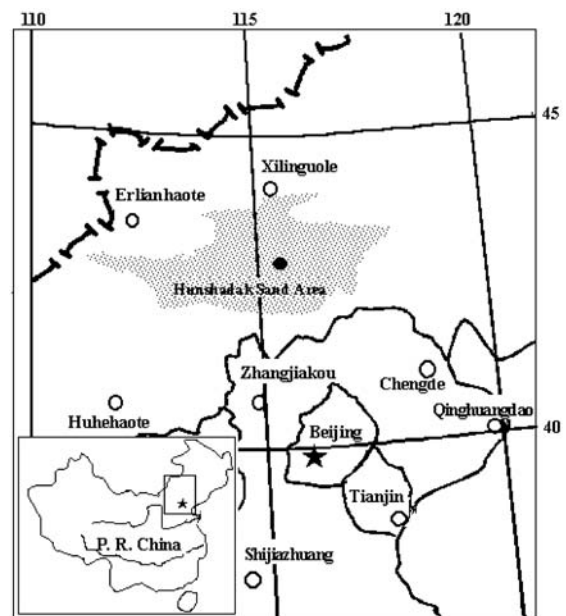 110 115 120
45
Xilinguole
Erlianhaote
Hunshadak Sand Area
Zhangjiakou
Chengde
Huhehaote
Qinghuangdao
Beijing
40
Tianjin
P. R. China
Shijiazhuang